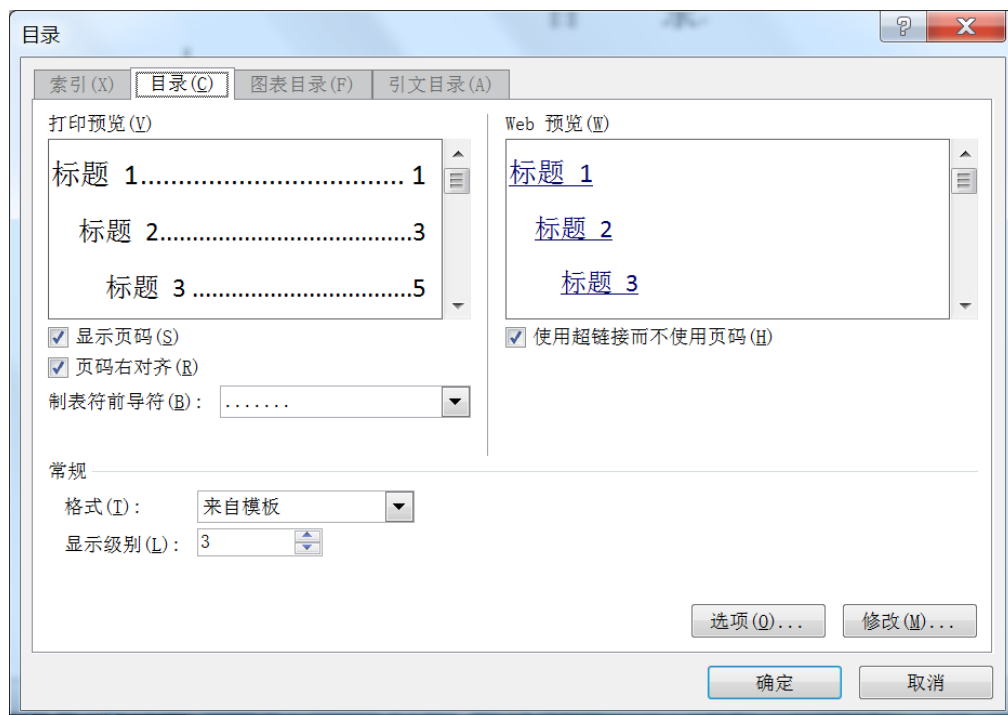 目 录
目录
索引(X) 目录(C) 图表目录(F) 引文目录(A)
打印预览(V)
标题 1.................................. 1
标题 2..................................3
标题 3 ................................5
显示页码(S)
页码右对齐(R)
制表符前导符(B): .......
Web 预览(W)
标题 1
标题 2
标题 3
使用超链接而不使用页码(H)
常规
格式(T): 来自模板
显示级别(L): 3
选项(O)... 修改(M)...
确定 取消